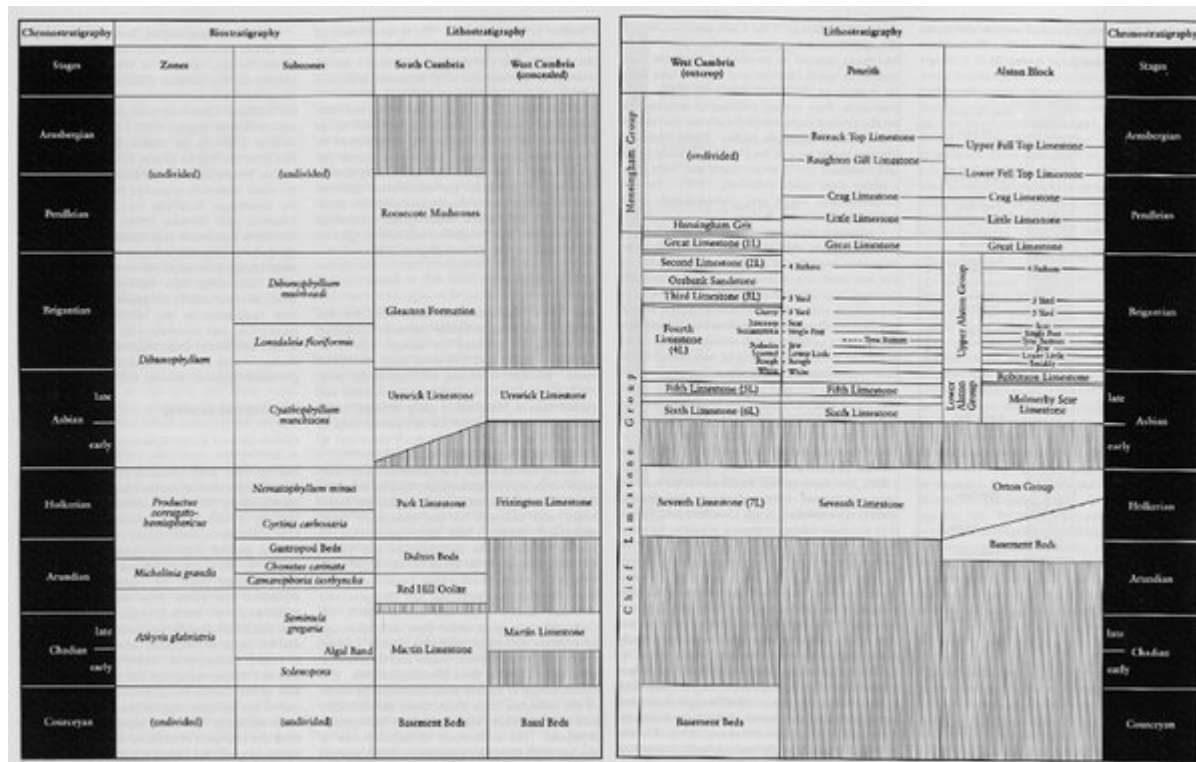 Chronostratigraphy
Biostratigraphy
Lithostratigraphy
Stages
Zones
Subzones
South Cumbria
West Cumbria
(concealed)
Arnsbergian
Pendleian
Brigantian
late
Asbian
early
Holkerian
Arundian
late
Chadian
early
Courceyan
(undivided)
Dibunophyllum
Productus
corrugato-
hemisphericus
Michelinia grandis
Athyris glabristria
(undivided)
(undivided)
Dibunophyllum
muirheadi
Lonsdaleia floriformis
Cyathophyllum
murchisoni
Nematophyllum minus
Cyrtina carbonaria
Gastropod Beds
Chonetes carinata
Camarophoria isorhyncha
Seminula
gregaria
Algal Band
Solenopora
(undivided)
Roosecote Mudstones
Gleaston Formation
Urswick Limestone
Park Limestone
Dalton Beds
Red Hill Oolite
Martin Limestone
Basement Beds
Urswick Limestone
Frizington Limestone
Martin Limestone
Basal Beds
Lithostratigraphy
Chronostratigraphy
West Cumbria
(outcrop)
Penrith
Alston Block
Stages
Hensingham Group
Chief Limestone Group
(undivided)
Hensingham Grit
Great Limestone (1L)
Second Limestone (2L)
Orebank Sandstone
Third Limestone (3L)
Fourth
Limestone
(4L)
Fifth Limestone (5L)
Sixth Limestone (6L)
Seventh Limestone (7L)
Basement Beds
Botrack Top Limestone
Raughton Gill Limestone
Crag Limestone
Little Limestone
Great Limestone
4 Fathom
3 Yard
5 Yard
Scar
Single Post
Tyne Bottom
Jew
Lower Little
Rough
White
White
Fifth Limestone
Sixth Limestone
Seventh Limestone
Upper Fell Top Limestone
Lower Fell Top Limestone
Crag Limestone
Little Limestone
Great Limestone
Upper Alston Group
4 Fathom
3 Yard
5 Yard
Scar
Single Post
Tyne Bottom
Jew
Lower Little
Smiddy
Lower
Alston
Group
Robinson Limestone
Melmerby Scar
Limestone
Orton Group
Basement Beds
Arnsbergian
Pendleian
Brigantian
late
Asbian
early
Holkerian
Arundian
late
Chadian
early
Courceyan